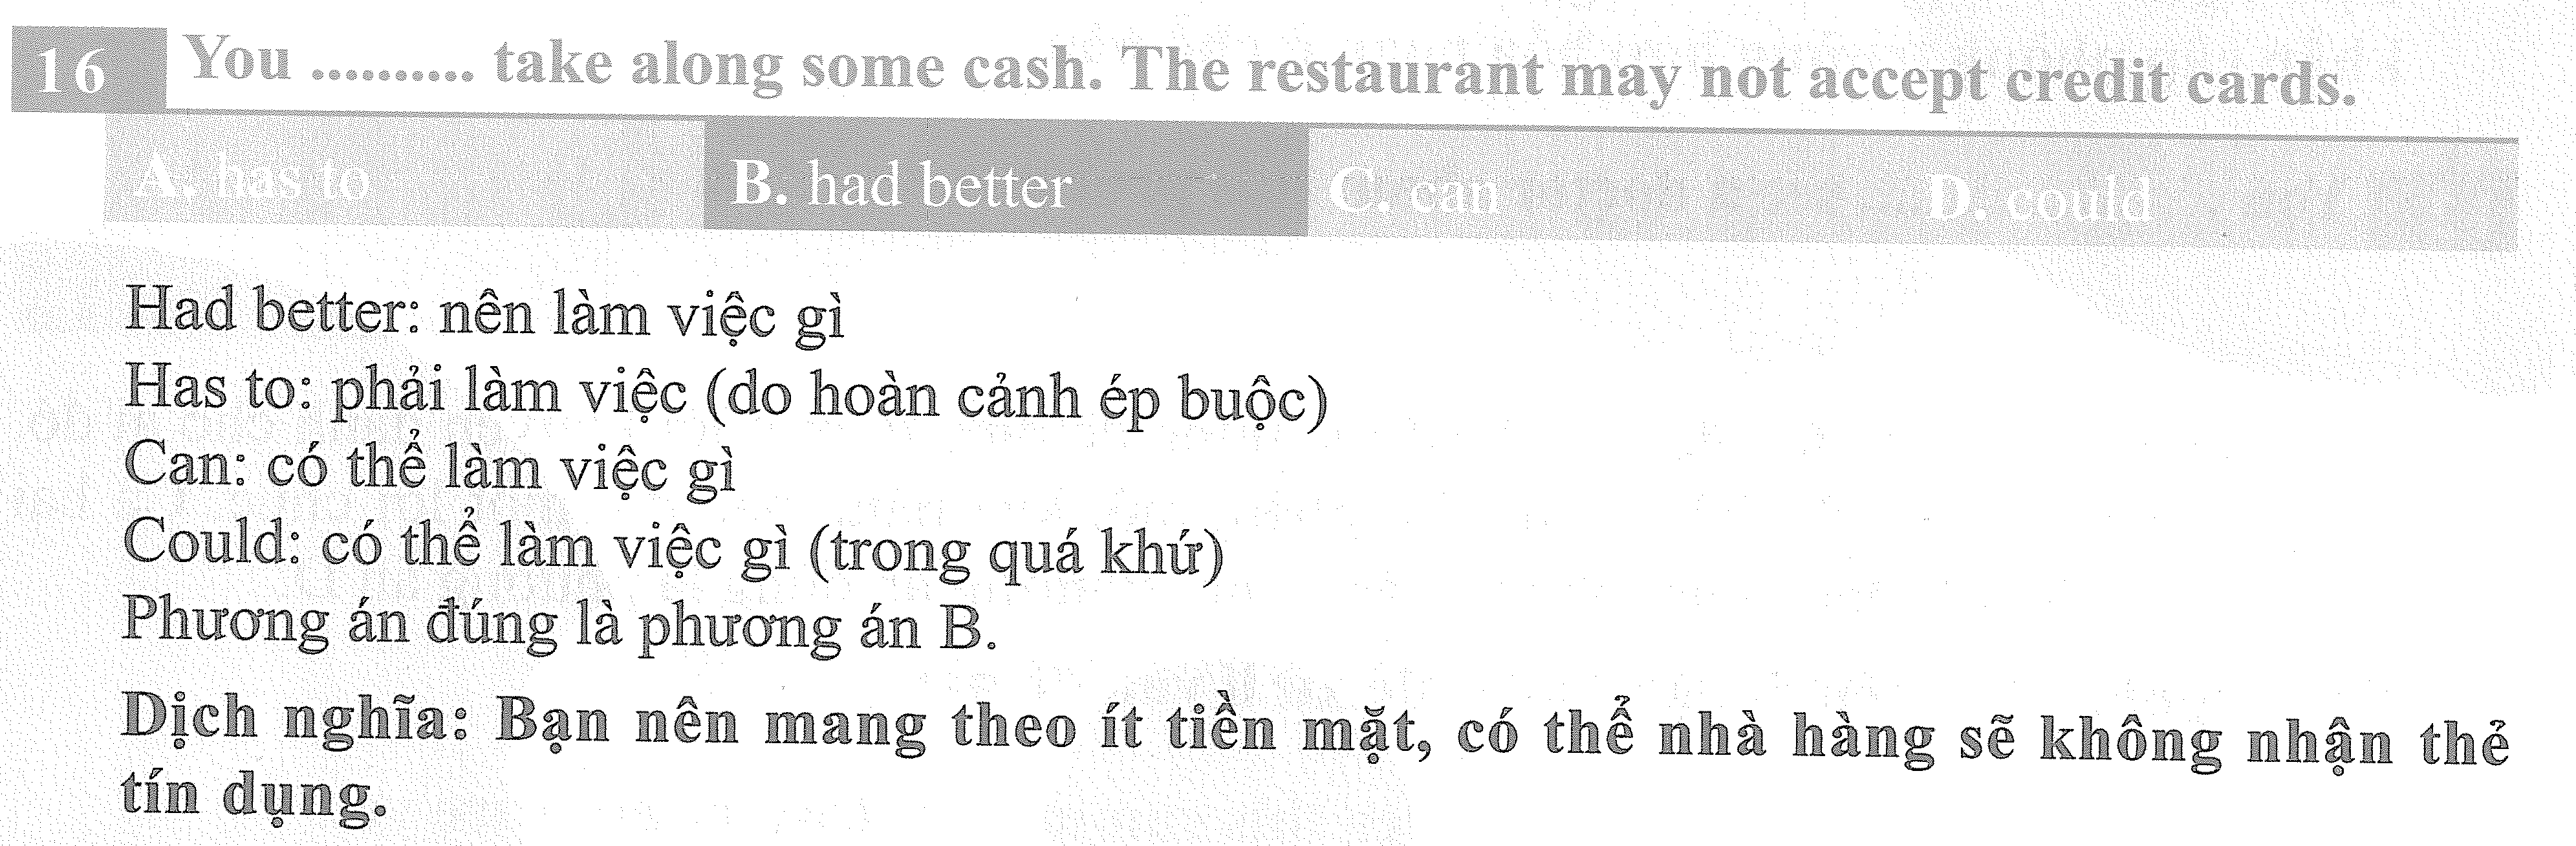 16 You .......... take along some cash. The restaurant may not accept credit cards.
A. has to B. had better C. can D. could
Had better: nên làm việc gì
Has to: phải làm việc (do hoàn cảnh ép buộc)
Can: có thể làm việc gì
Could: có thể làm việc gì (trong quá khứ)
Phương án đúng là phương án B.
Dịch nghĩa: Bạn nên mang theo ít tiền mặt, có thể nhà hàng sẽ không nhận thẻ
tín dụng.